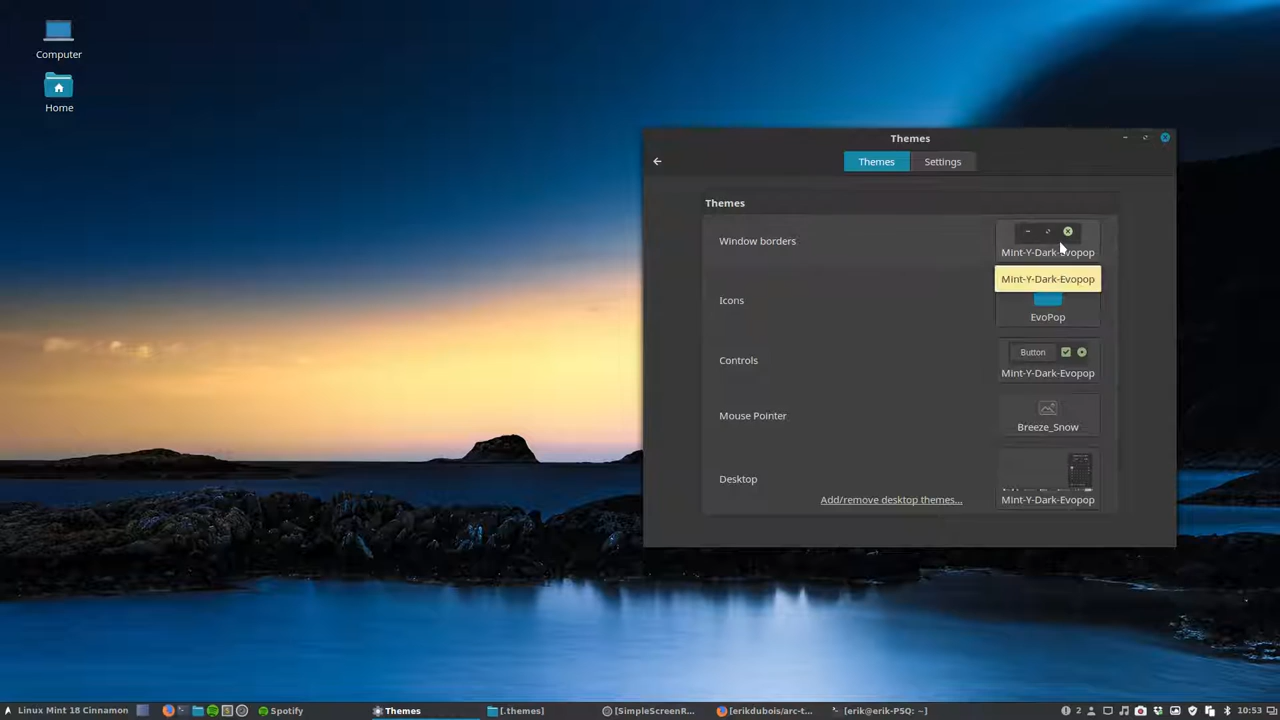 Computer
Home
Themes
Themes
Settings
Themes
Window borders
Mint-Y-Dark-Evopop
Mint-Y-Dark-Evopop
Icons
EvoPop
Controls
Button
Mint-Y-Dark-Evopop
Mouse Pointer
Breeze_Snow
Desktop
Add/remove desktop themes...
Mint-Y-Dark-Evopop
Linux Mint 18 Cinnamon
Spotify
Themes
[.themes]
[SimpleScreenR...
[erikdubois/arc-t...
[erik@erik-P5Q: ~]
2
10:53